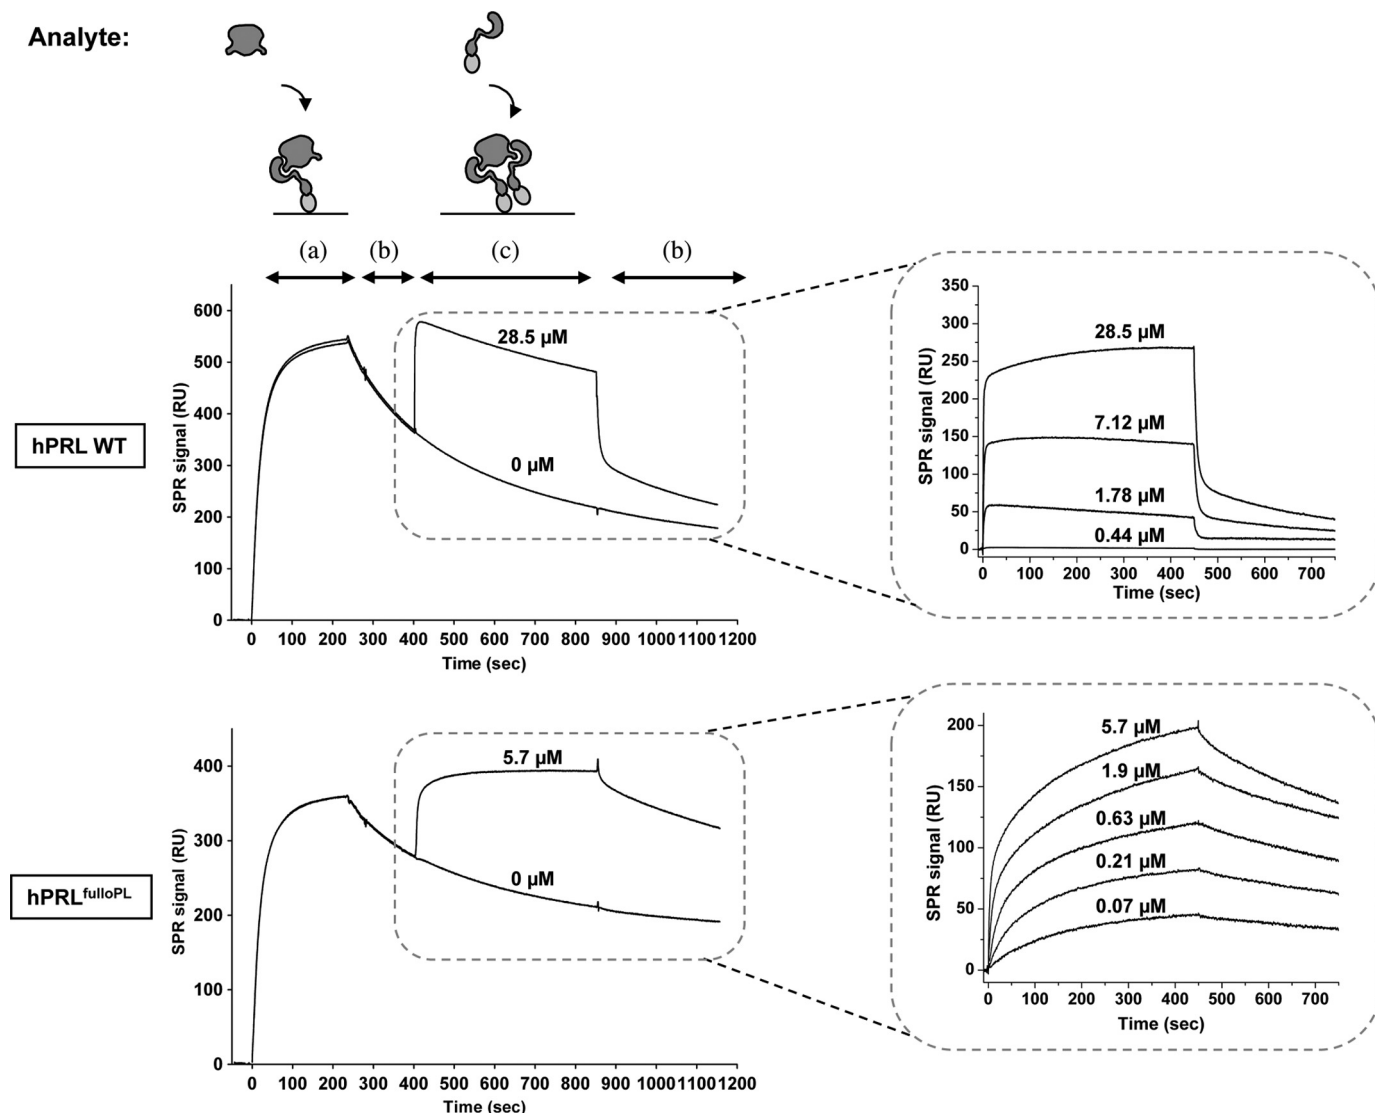 Analyte:
(a) (b) (c) (b)
hPRL WT
SPR signal (RU)
600
500
400
300
200
100
0
28.5 µM
0 µM
0 100 200 300 400 500 600 700 800 900 1000 1100 1200
Time (sec)
SPR signal (RU)
350
300
250
200
150
100
50
0
28.5 µM
7.12 µM
1.78 µM
0.44 µM
0 100 200 300 400 500 600 700
Time (sec)
hPRLfulloPL
SPR signal (RU)
400
300
200
100
0
5.7 µM
0 µM
0 100 200 300 400 500 600 700 800 900 1000 1100 1200
Time (sec)
SPR signal (RU)
200
150
100
50
0
5.7 µM
1.9 µM
0.63 µM
0.21 µM
0.07 µM
0 100 200 300 400 500 600 700
Time (sec)